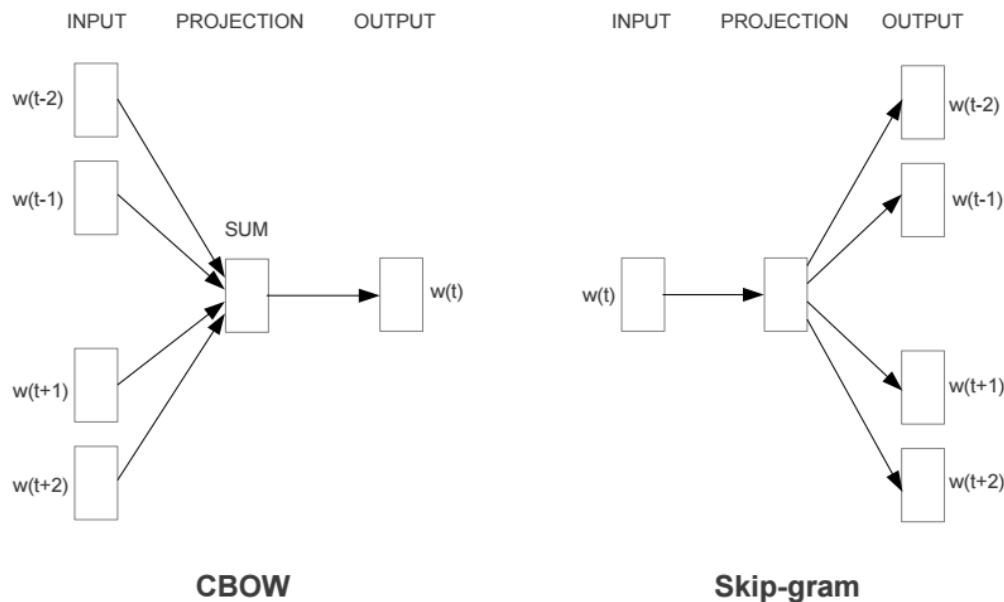 INPUT PROJECTION OUTPUT
w(t-2)
w(t-1)
SUM
w(t)
w(t+1)
w(t+2)
CBOW
INPUT PROJECTION OUTPUT
w(t-2)
w(t-1)
w(t)
w(t+1)
w(t+2)
Skip-gram